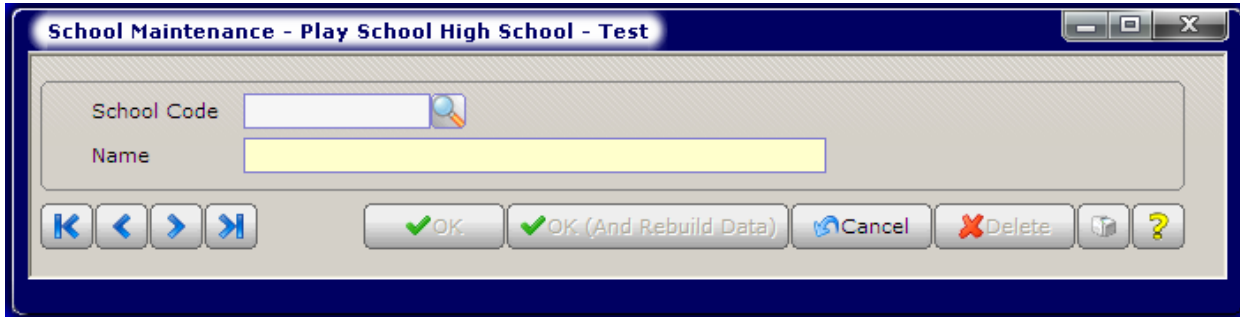 School Maintenance - Play School High School - Test
School Code
Name
OK OK (And Rebuild Data) Cancel Delete